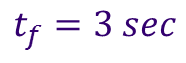 t_f = 3 sec